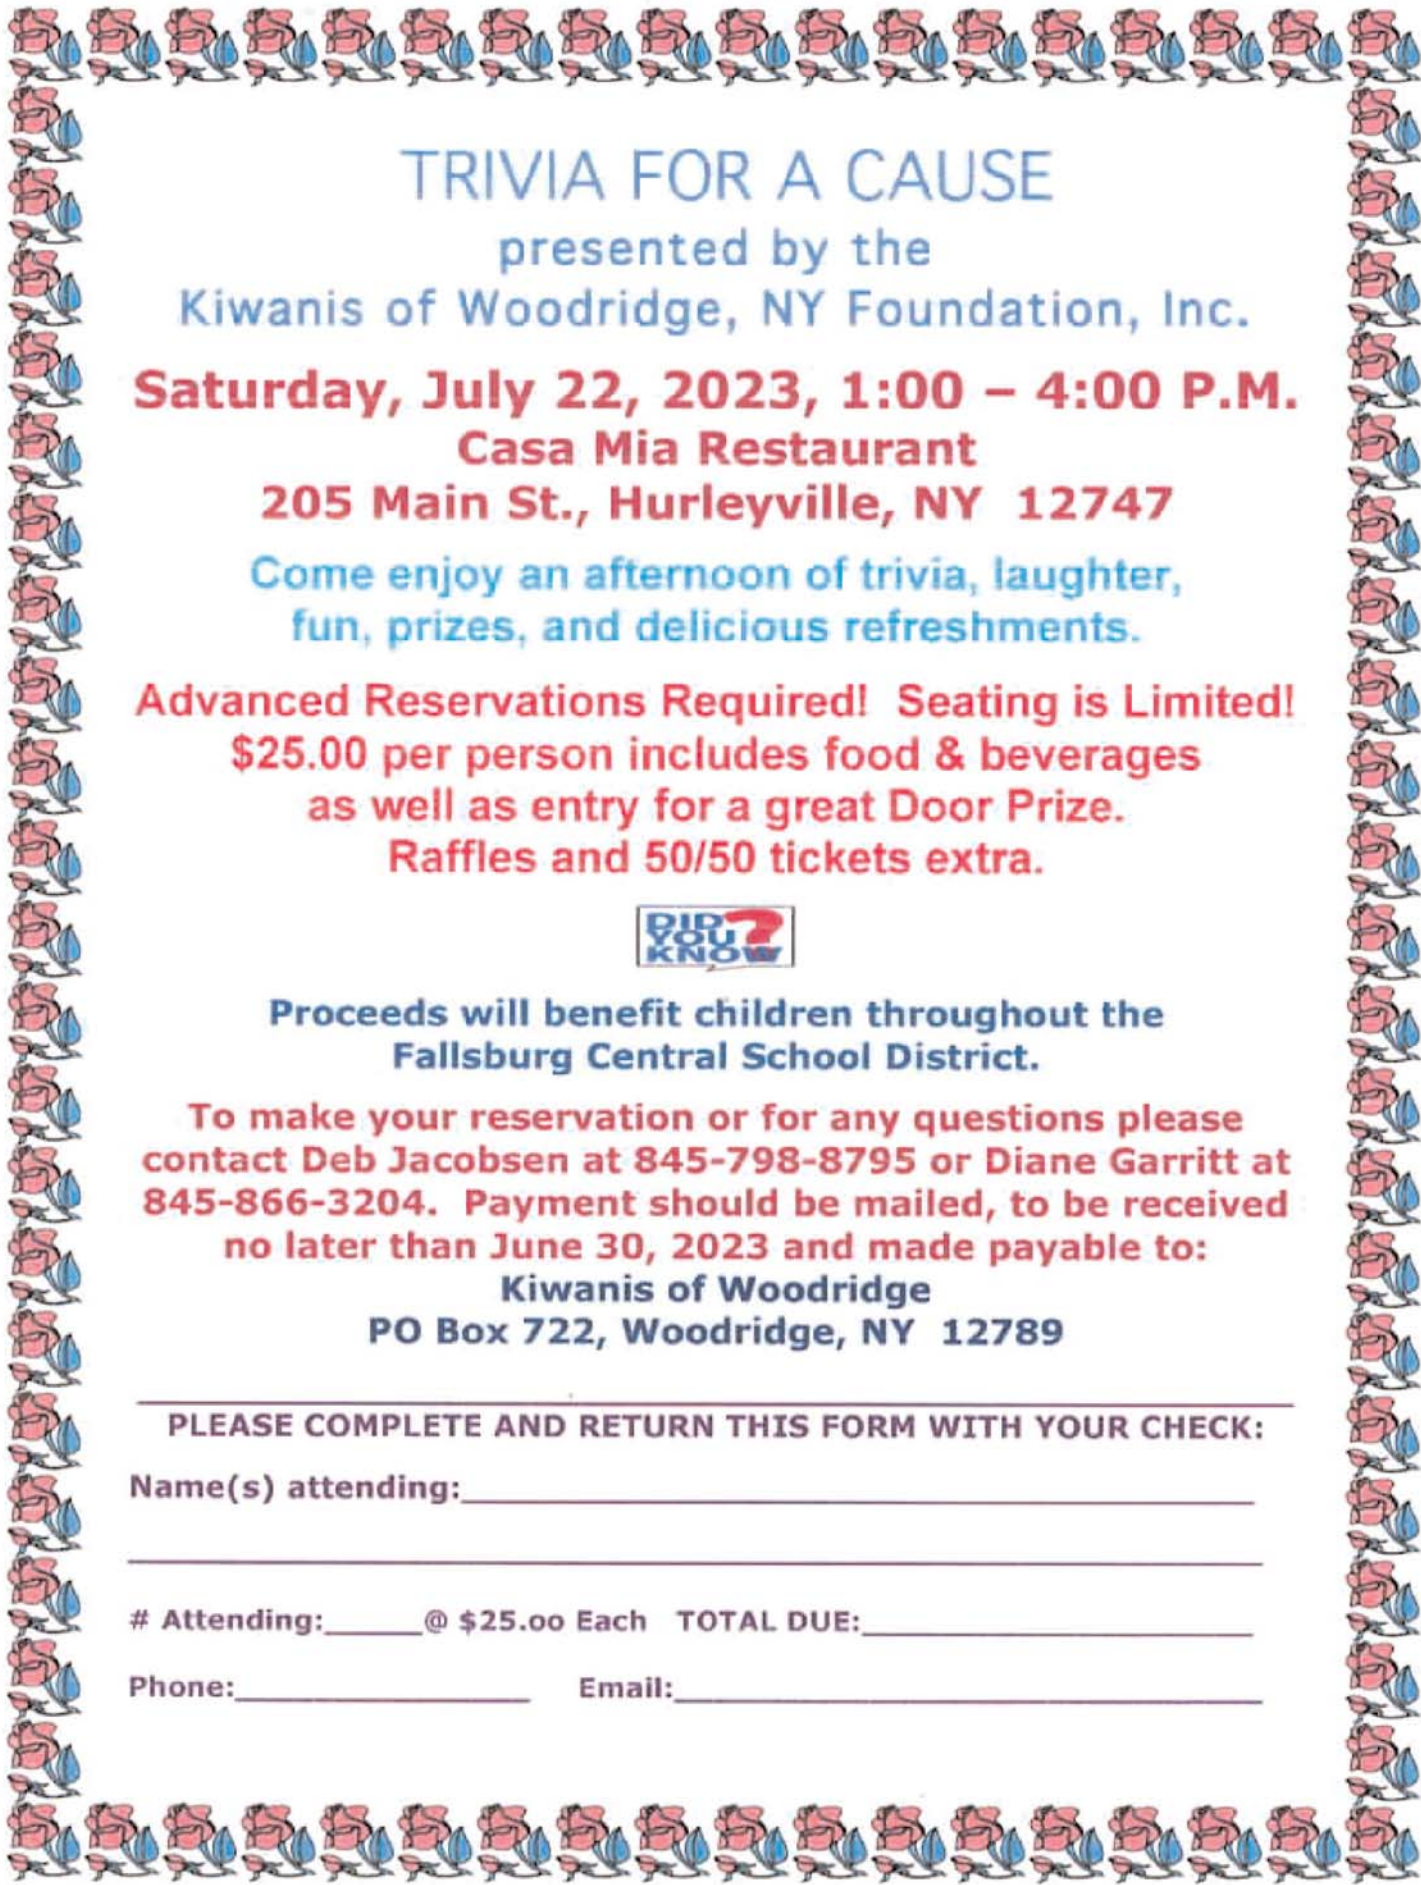 TRIVIA FOR A CAUSE
presented by the
Kiwanis of Woodridge, NY Foundation, Inc.
Saturday, July 22, 2023, 1:00 – 4:00 P.M.
Casa Mia Restaurant
205 Main St., Hurleyville, NY 12747
Come enjoy an afternoon of trivia, laughter,
fun, prizes, and delicious refreshments.
Advanced Reservations Required! Seating is Limited!
$25.00 per person includes food & beverages
as well as entry for a great Door Prize.
Raffles and 50/50 tickets extra.
DID
YOU ?
KNOW
Proceeds will benefit children throughout the
Fallsburg Central School District.
To make your reservation or for any questions please
contact Deb Jacobsen at 845-798-8795 or Diane Garritt at
845-866-3204. Payment should be mailed, to be received
no later than June 30, 2023 and made payable to:
Kiwanis of Woodridge
PO Box 722, Woodridge, NY 12789
PLEASE COMPLETE AND RETURN THIS FORM WITH YOUR CHECK:
Name(s) attending:
# Attending:______@ $25.oo Each TOTAL DUE:
Phone: Email: